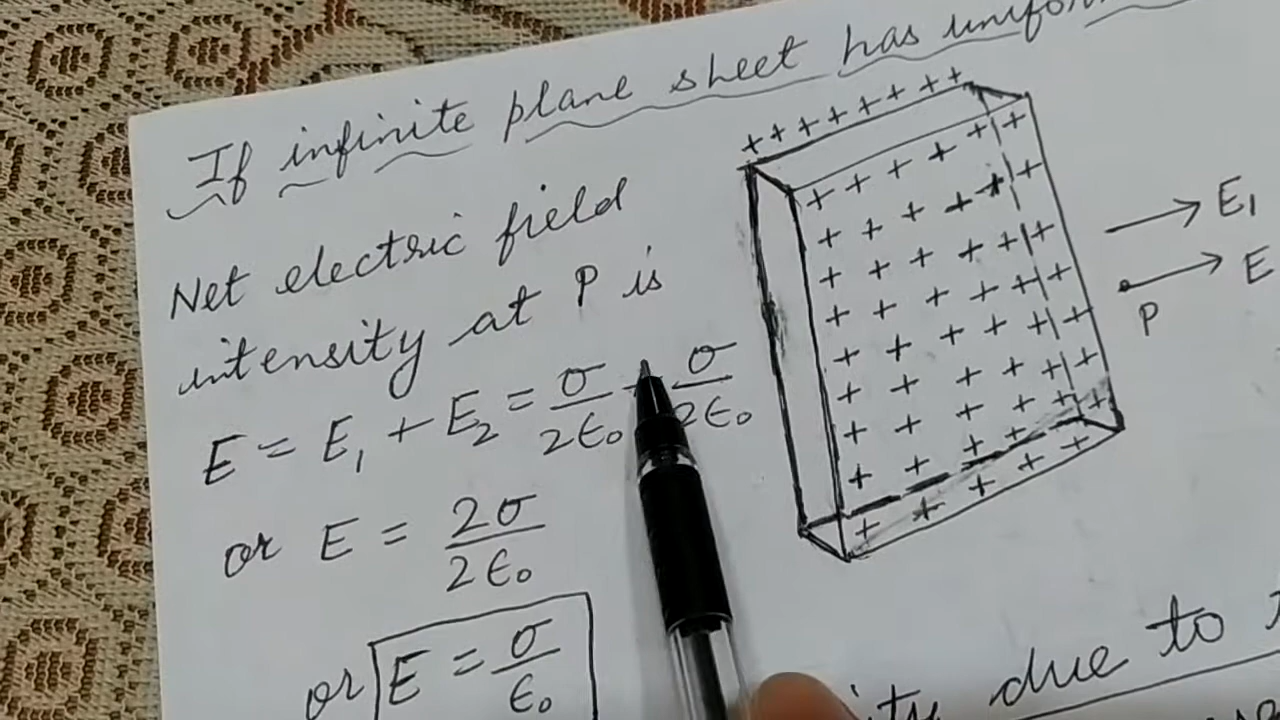 If infinite plane sheet has unifor
Net electric field
intensity at P is
E = E₁ + E₂ = σ/2ϵ₀ + σ/2ϵ₀
or E = 2σ/2ϵ₀
or E = σ/ϵ₀
E₁
E
P
due to